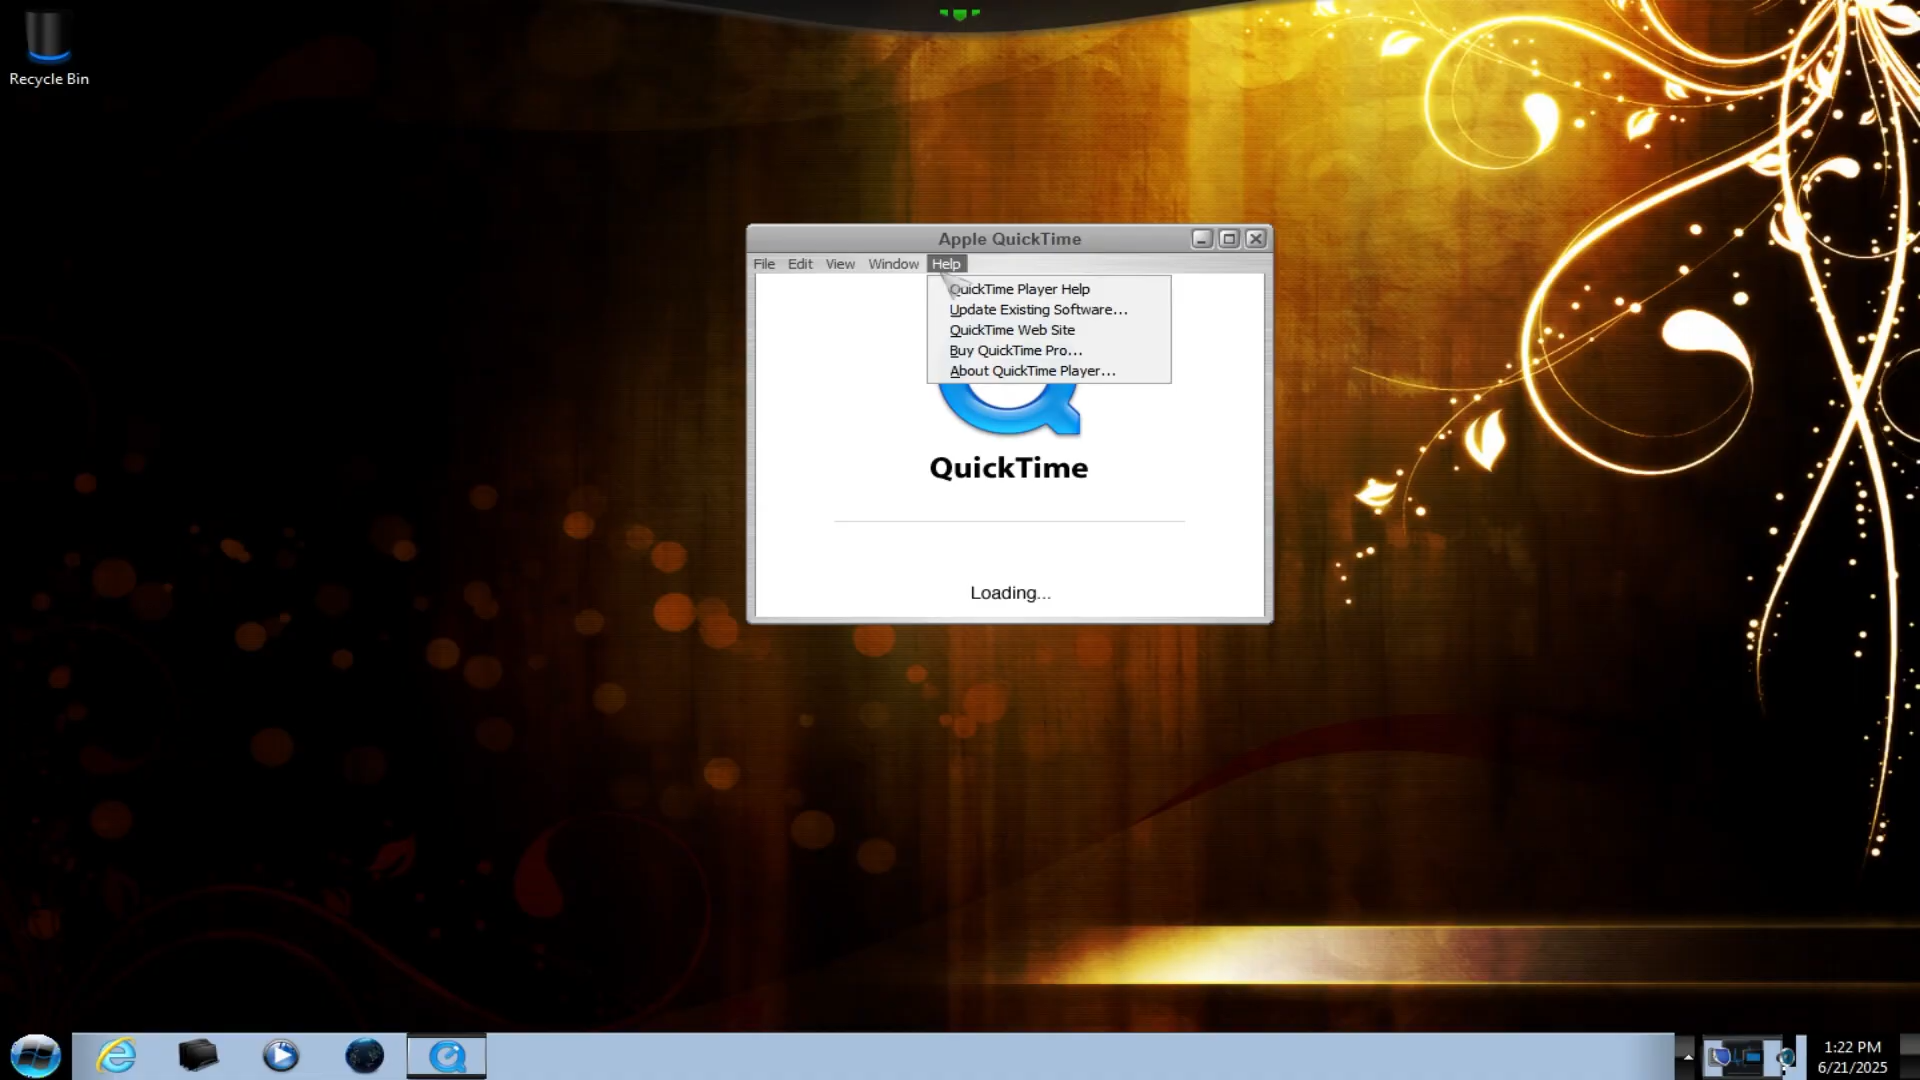 Recycle Bin
Apple QuickTime
File Edit View Window Help
QuickTime Player Help
Update Existing Software...
QuickTime Web Site
Buy QuickTime Pro...
About QuickTime Player...
QuickTime
Loading...
1:22 PM
6/21/2025